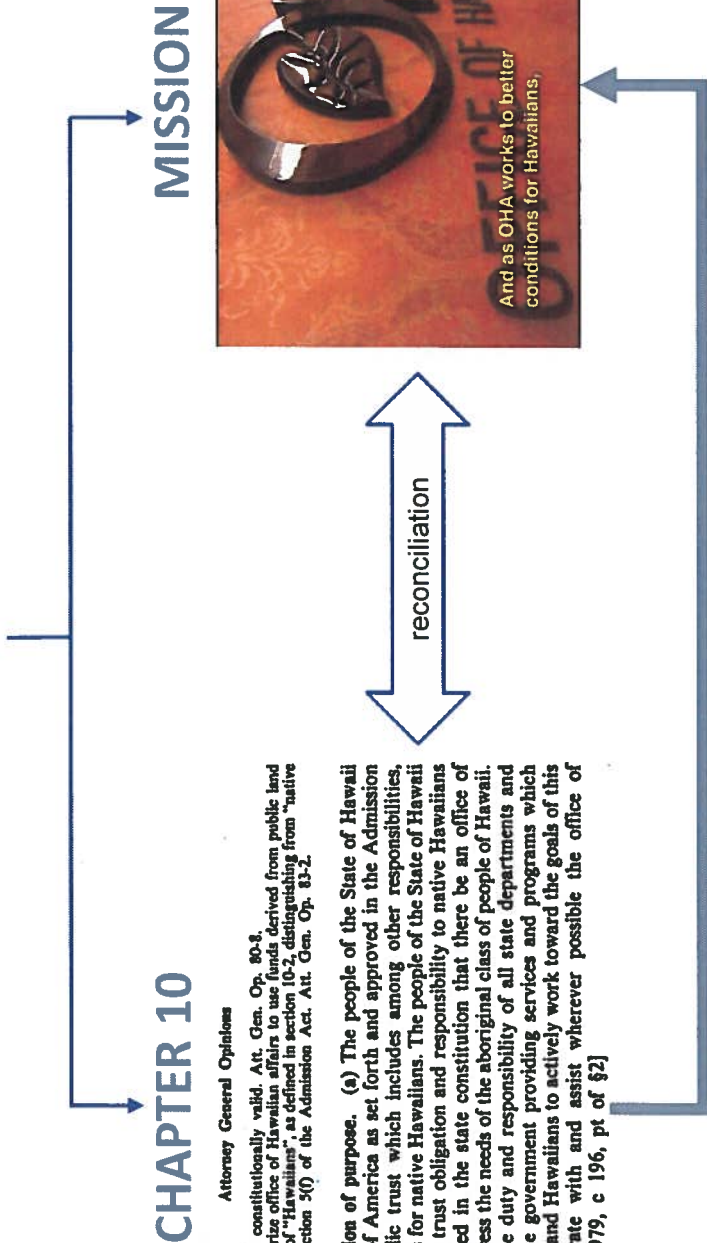 CHAPTER 10
Attorney General Opinions
constitutionally valid. Att. Gen. Op. 80-8.
rize office of Hawaiian affairs to use funds derived from public land
of "Hawaiians", as defined in section 10-2, distinguishing from "native
ction 5(f) of the Admission Act. Att. Gen. Op. 83-2.
ion of purpose. (a) The people of the State of Hawaii
f America as set forth and approved in the Admission
lic trust which includes among other responsibilities,
s for native Hawaiians. The people of the State of Hawaii
trust obligation and responsibility to native Hawaiians
ed in the state constitution that there be an office of
ess the needs of the aboriginal class of people of Hawaii.
e duty and responsibility of all state departments and
e government providing services and programs which
and Hawaiians to actively work toward the goals of this
rate with and assist wherever possible the office of
979, c 196, pt of §2]
reconciliation
MISSION
OFFICE OF HA
And as OHA works to better
conditions for Hawaiians,